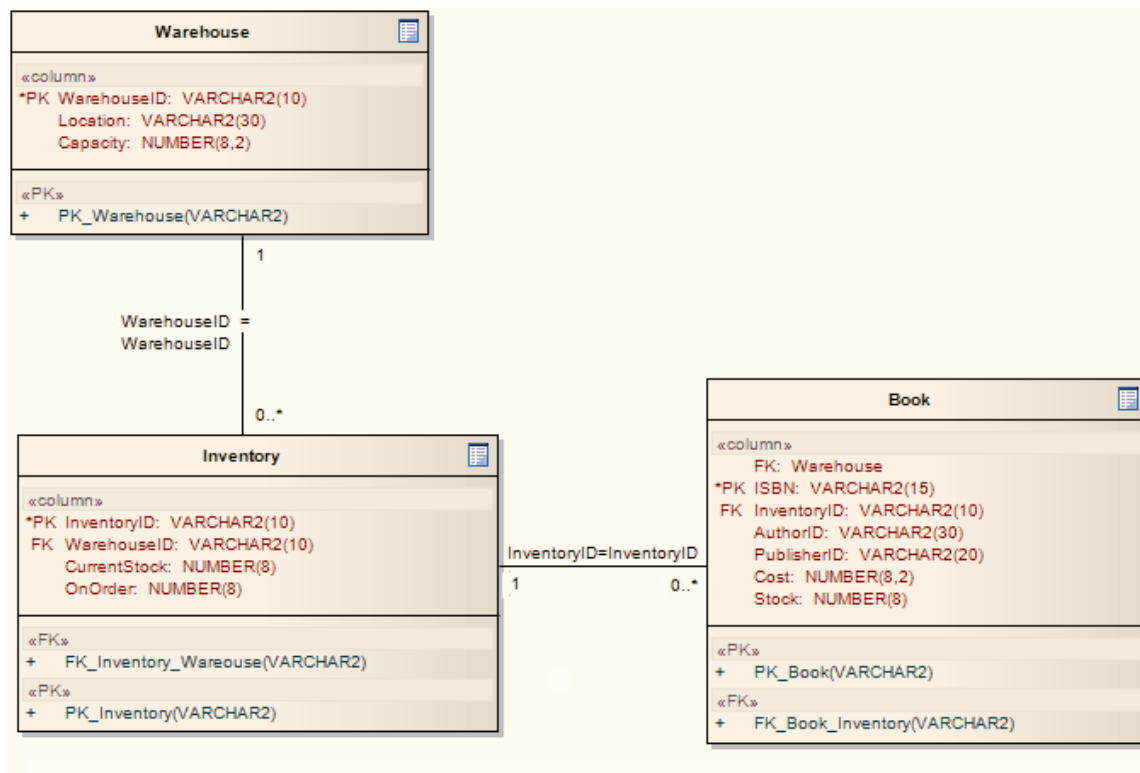 Warehouse
«column»
*PK WarehouseID: VARCHAR2(10)
Location: VARCHAR2(30)
Capacity: NUMBER(8,2)
«PK»
+ PK_Warehouse(VARCHAR2)
1
WarehouseID =
WarehouseID
0..*
Inventory
«column»
*PK InventoryID: VARCHAR2(10)
FK WarehouseID: VARCHAR2(10)
CurrentStock: NUMBER(8)
OnOrder: NUMBER(8)
«FK»
+ FK_Inventory_Wareouse(VARCHAR2)
«PK»
+ PK_Inventory(VARCHAR2)
InventoryID=InventoryID
1
0..*
Book
«column»
FK: Warehouse
*PK ISBN: VARCHAR2(15)
FK InventoryID: VARCHAR2(10)
AuthorID: VARCHAR2(30)
PublisherID: VARCHAR2(20)
Cost: NUMBER(8,2)
Stock: NUMBER(8)
«PK»
+ PK_Book(VARCHAR2)
«FK»
+ FK_Book_Inventory(VARCHAR2)